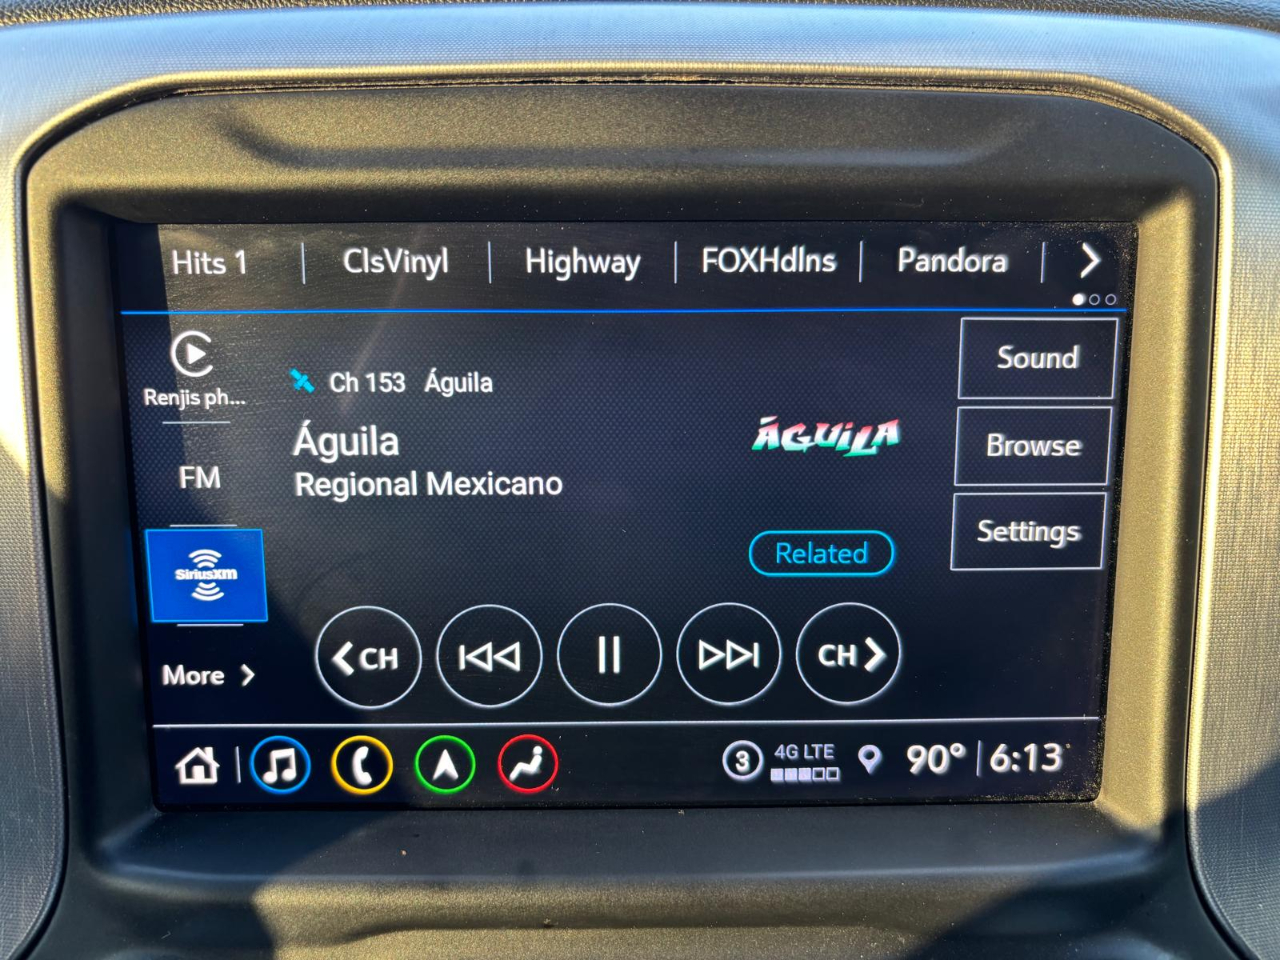 Hits 1 ClsVinyl Highway FOXHdlns Pandora
Renjis ph...
FM
SiriusXM
More
Ch 153 Águila
Águila
Regional Mexicano
ÁGUILA
Related
Sound
Browse
Settings
CH
CH
3 4G LTE 90° 6:13